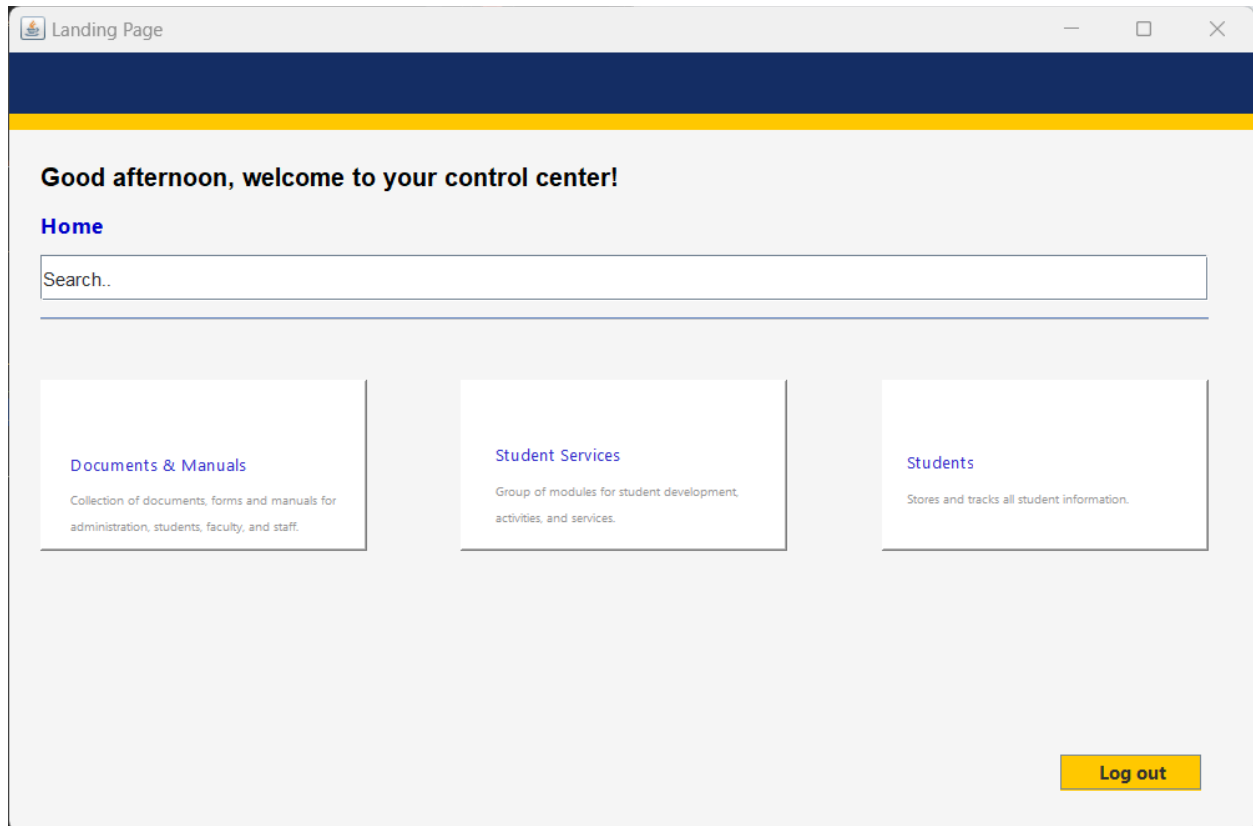 Landing Page
Good afternoon, welcome to your control center!
Home
Search..
Documents & Manuals
Collection of documents, forms and manuals for
administration, students, faculty, and staff.
Student Services
Group of modules for student development,
activities, and services.
Students
Stores and tracks all student information.
Log out